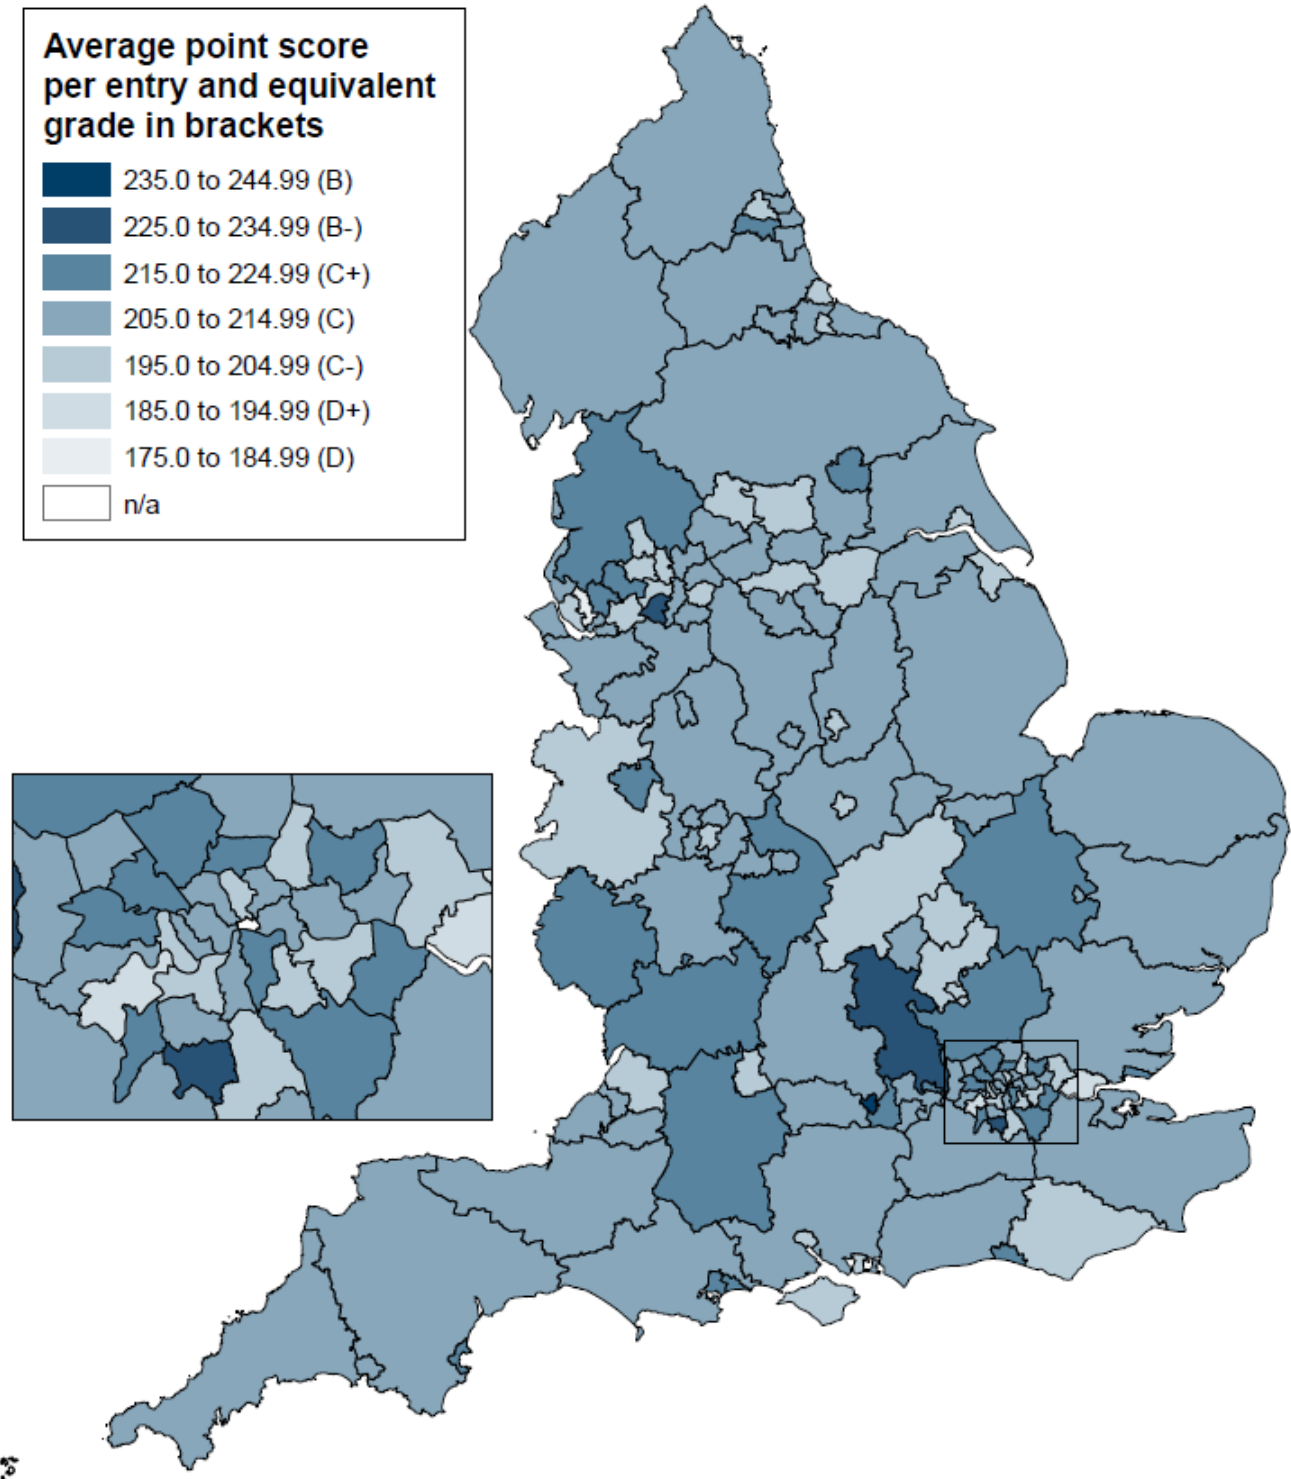 Average point score
per entry and equivalent
grade in brackets
235.0 to 244.99 (B)
225.0 to 234.99 (B-)
215.0 to 224.99 (C+)
205.0 to 214.99 (C)
195.0 to 204.99 (C-)
185.0 to 194.99 (D+)
175.0 to 184.99 (D)
n/a